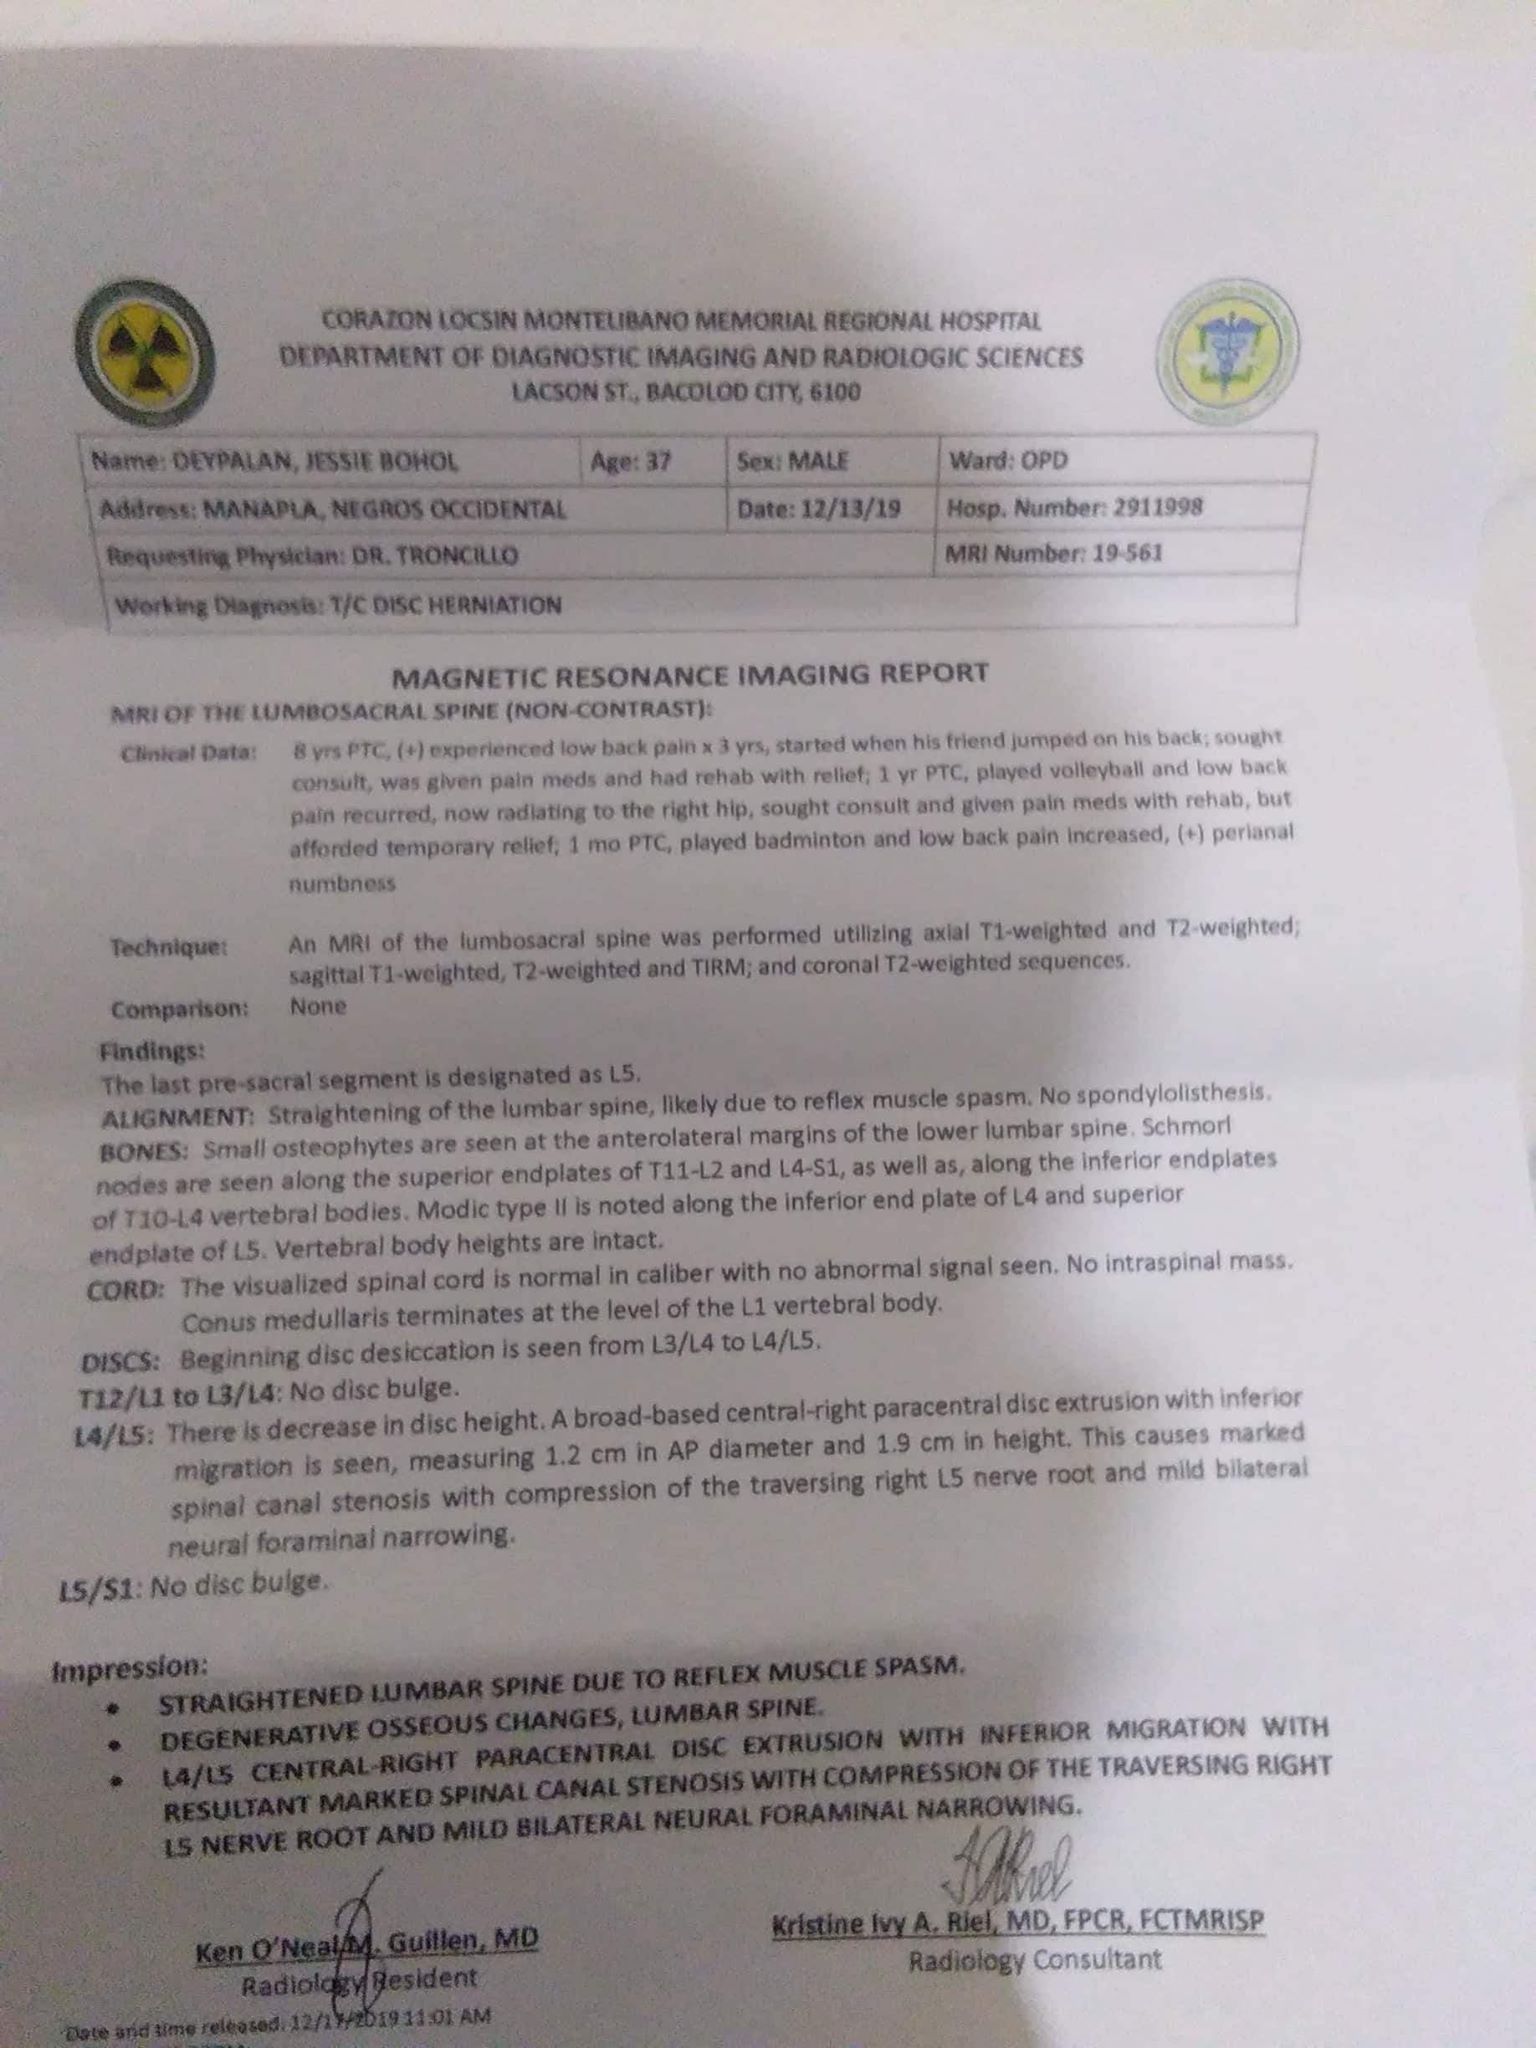 CORAZON LOCSIN MONTELIBANO MEMORIAL REGIONAL HOSPITAL
DEPARTMENT OF DIAGNOSTIC IMAGING AND RADIOLOGIC SCIENCES
LACSON ST., BACOLOD CITY, 6100
Name: DEYPALAN, JESSIE BOHOL Age: 37 Sex: MALE Ward: OPD
Address: MANAPLA, NEGROS OCCIDENTAL Date: 12/13/19 Hosp. Number: 2911998
Requesting Physician: DR. TRONCILLO MRI Number: 19-561
Working Diagnosis: T/C DISC HERNIATION
MAGNETIC RESONANCE IMAGING REPORT
MRI OF THE LUMBOSACRAL SPINE (NON-CONTRAST):
Clinical Data: 8 yrs PTC, (+) experienced low back pain x 3 yrs, started when his friend jumped on his back; sought
consult, was given pain meds and had rehab with relief; 1 yr PTC, played volleyball and low back
pain recurred, now radiating to the right hip, sought consult and given pain meds with rehab, but
afforded temporary relief; 1 mo PTC, played badminton and low back pain increased, (+) perianal
numbness
Technique: An MRI of the lumbosacral spine was performed utilizing axial T1-weighted and T2-weighted;
sagittal T1-weighted, T2-weighted and TIRM; and coronal T2-weighted sequences.
Comparison: None
Findings:
The last pre-sacral segment is designated as L5.
ALIGNMENT: Straightening of the lumbar spine, likely due to reflex muscle spasm. No spondylolisthesis.
BONES: Small osteophytes are seen at the anterolateral margins of the lower lumbar spine. Schmorl
nodes are seen along the superior endplates of T11-L2 and L4-S1, as well as, along the inferior endplates
of T10-L4 vertebral bodies. Modic type II is noted along the inferior end plate of L4 and superior
endplate of L5. Vertebral body heights are intact.
CORD: The visualized spinal cord is normal in caliber with no abnormal signal seen. No intraspinal mass.
Conus medullaris terminates at the level of the L1 vertebral body.
DISCS: Beginning disc desiccation is seen from L3/L4 to L4/L5.
T12/L1 to L3/L4: No disc bulge.
L4/L5: There is decrease in disc height. A broad-based central-right paracentral disc extrusion with inferior
migration is seen, measuring 1.2 cm in AP diameter and 1.9 cm in height. This causes marked
spinal canal stenosis with compression of the traversing right L5 nerve root and mild bilateral
neural foraminal narrowing.
L5/S1: No disc bulge.
Impression:
• STRAIGHTENED LUMBAR SPINE DUE TO REFLEX MUSCLE SPASM.
• DEGENERATIVE OSSEOUS CHANGES, LUMBAR SPINE.
• L4/L5 CENTRAL-RIGHT PARACENTRAL DISC EXTRUSION WITH INFERIOR MIGRATION WITH
RESULTANT MARKED SPINAL CANAL STENOSIS WITH COMPRESSION OF THE TRAVERSING RIGHT
L5 NERVE ROOT AND MILD BILATERAL NEURAL FORAMINAL NARROWING.
Ken O'Neal M. Guillen, MD
Radiology Resident
Kristine Ivy A. Riel, MD, FPCR, FCTMRISP
Radiology Consultant
Date and time released: 12/17/2019 11:01 AM